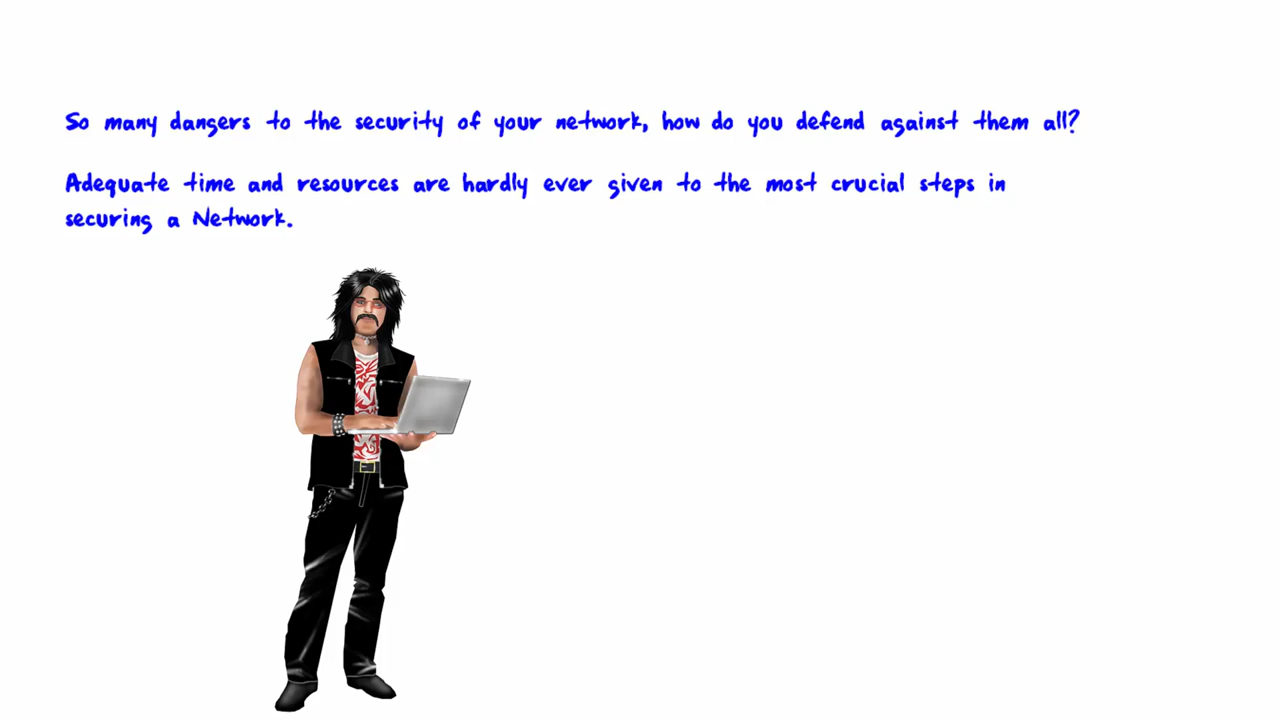 So many dangers to the security of your network, how do you defend against them all?
Adequate time and resources are hardly ever given to the most crucial steps in
securing a Network.